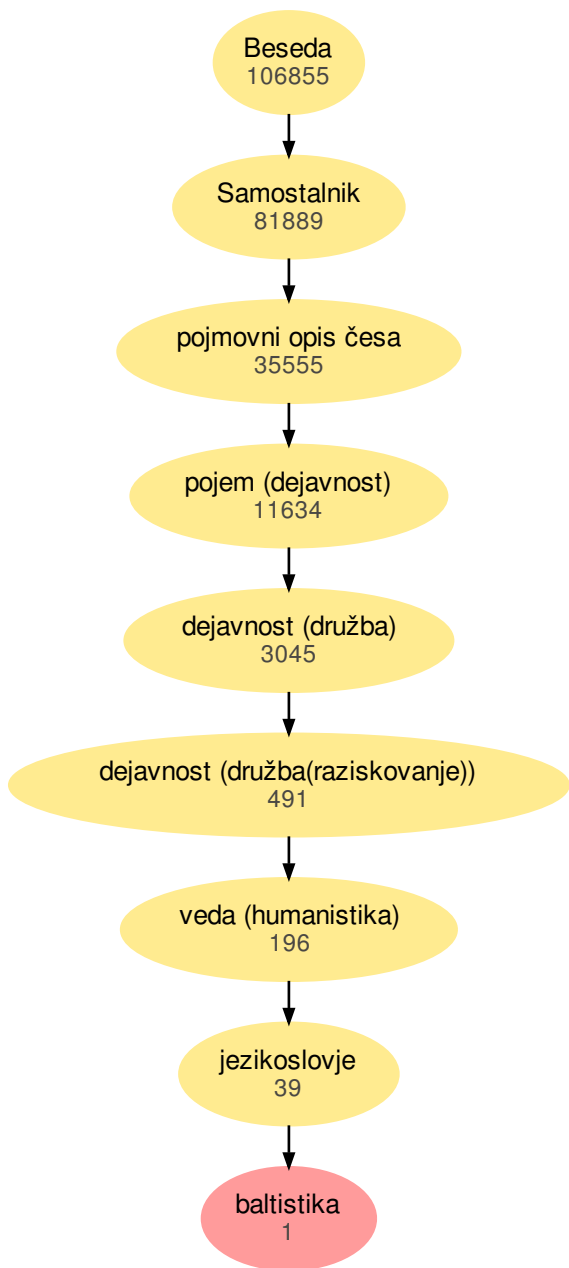 Beseda
106855
Samostalnik
81889
pojmovni opis česa
35555
pojem (dejavnost)
11634
dejavnost (družba)
3045
dejavnost (družba(raziskovanje))
491
veda (humanistika)
196
jezikoslovje
39
baltistika
1